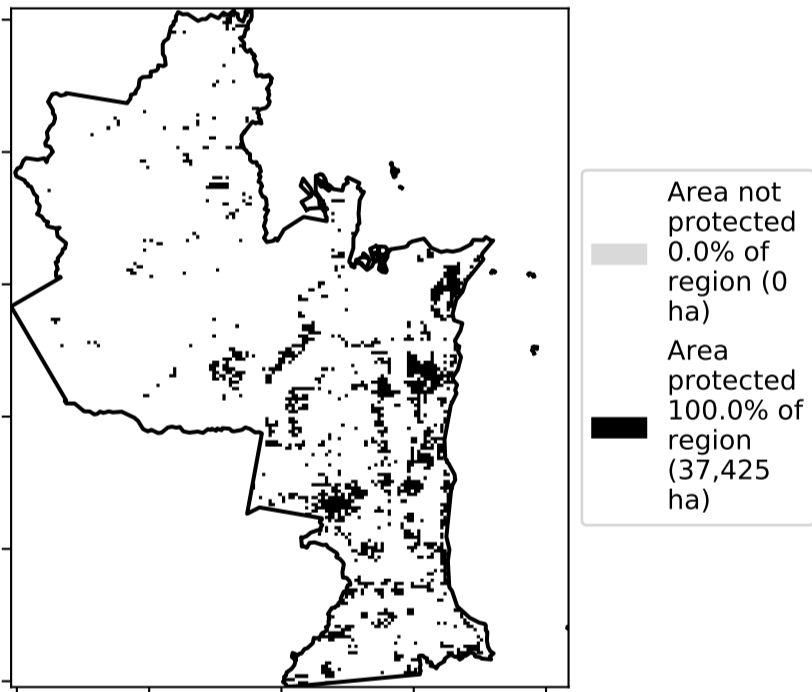 Area not
protected
0.0% of
region (0
ha)
Area
protected
100.0% of
region
(37,425
ha)